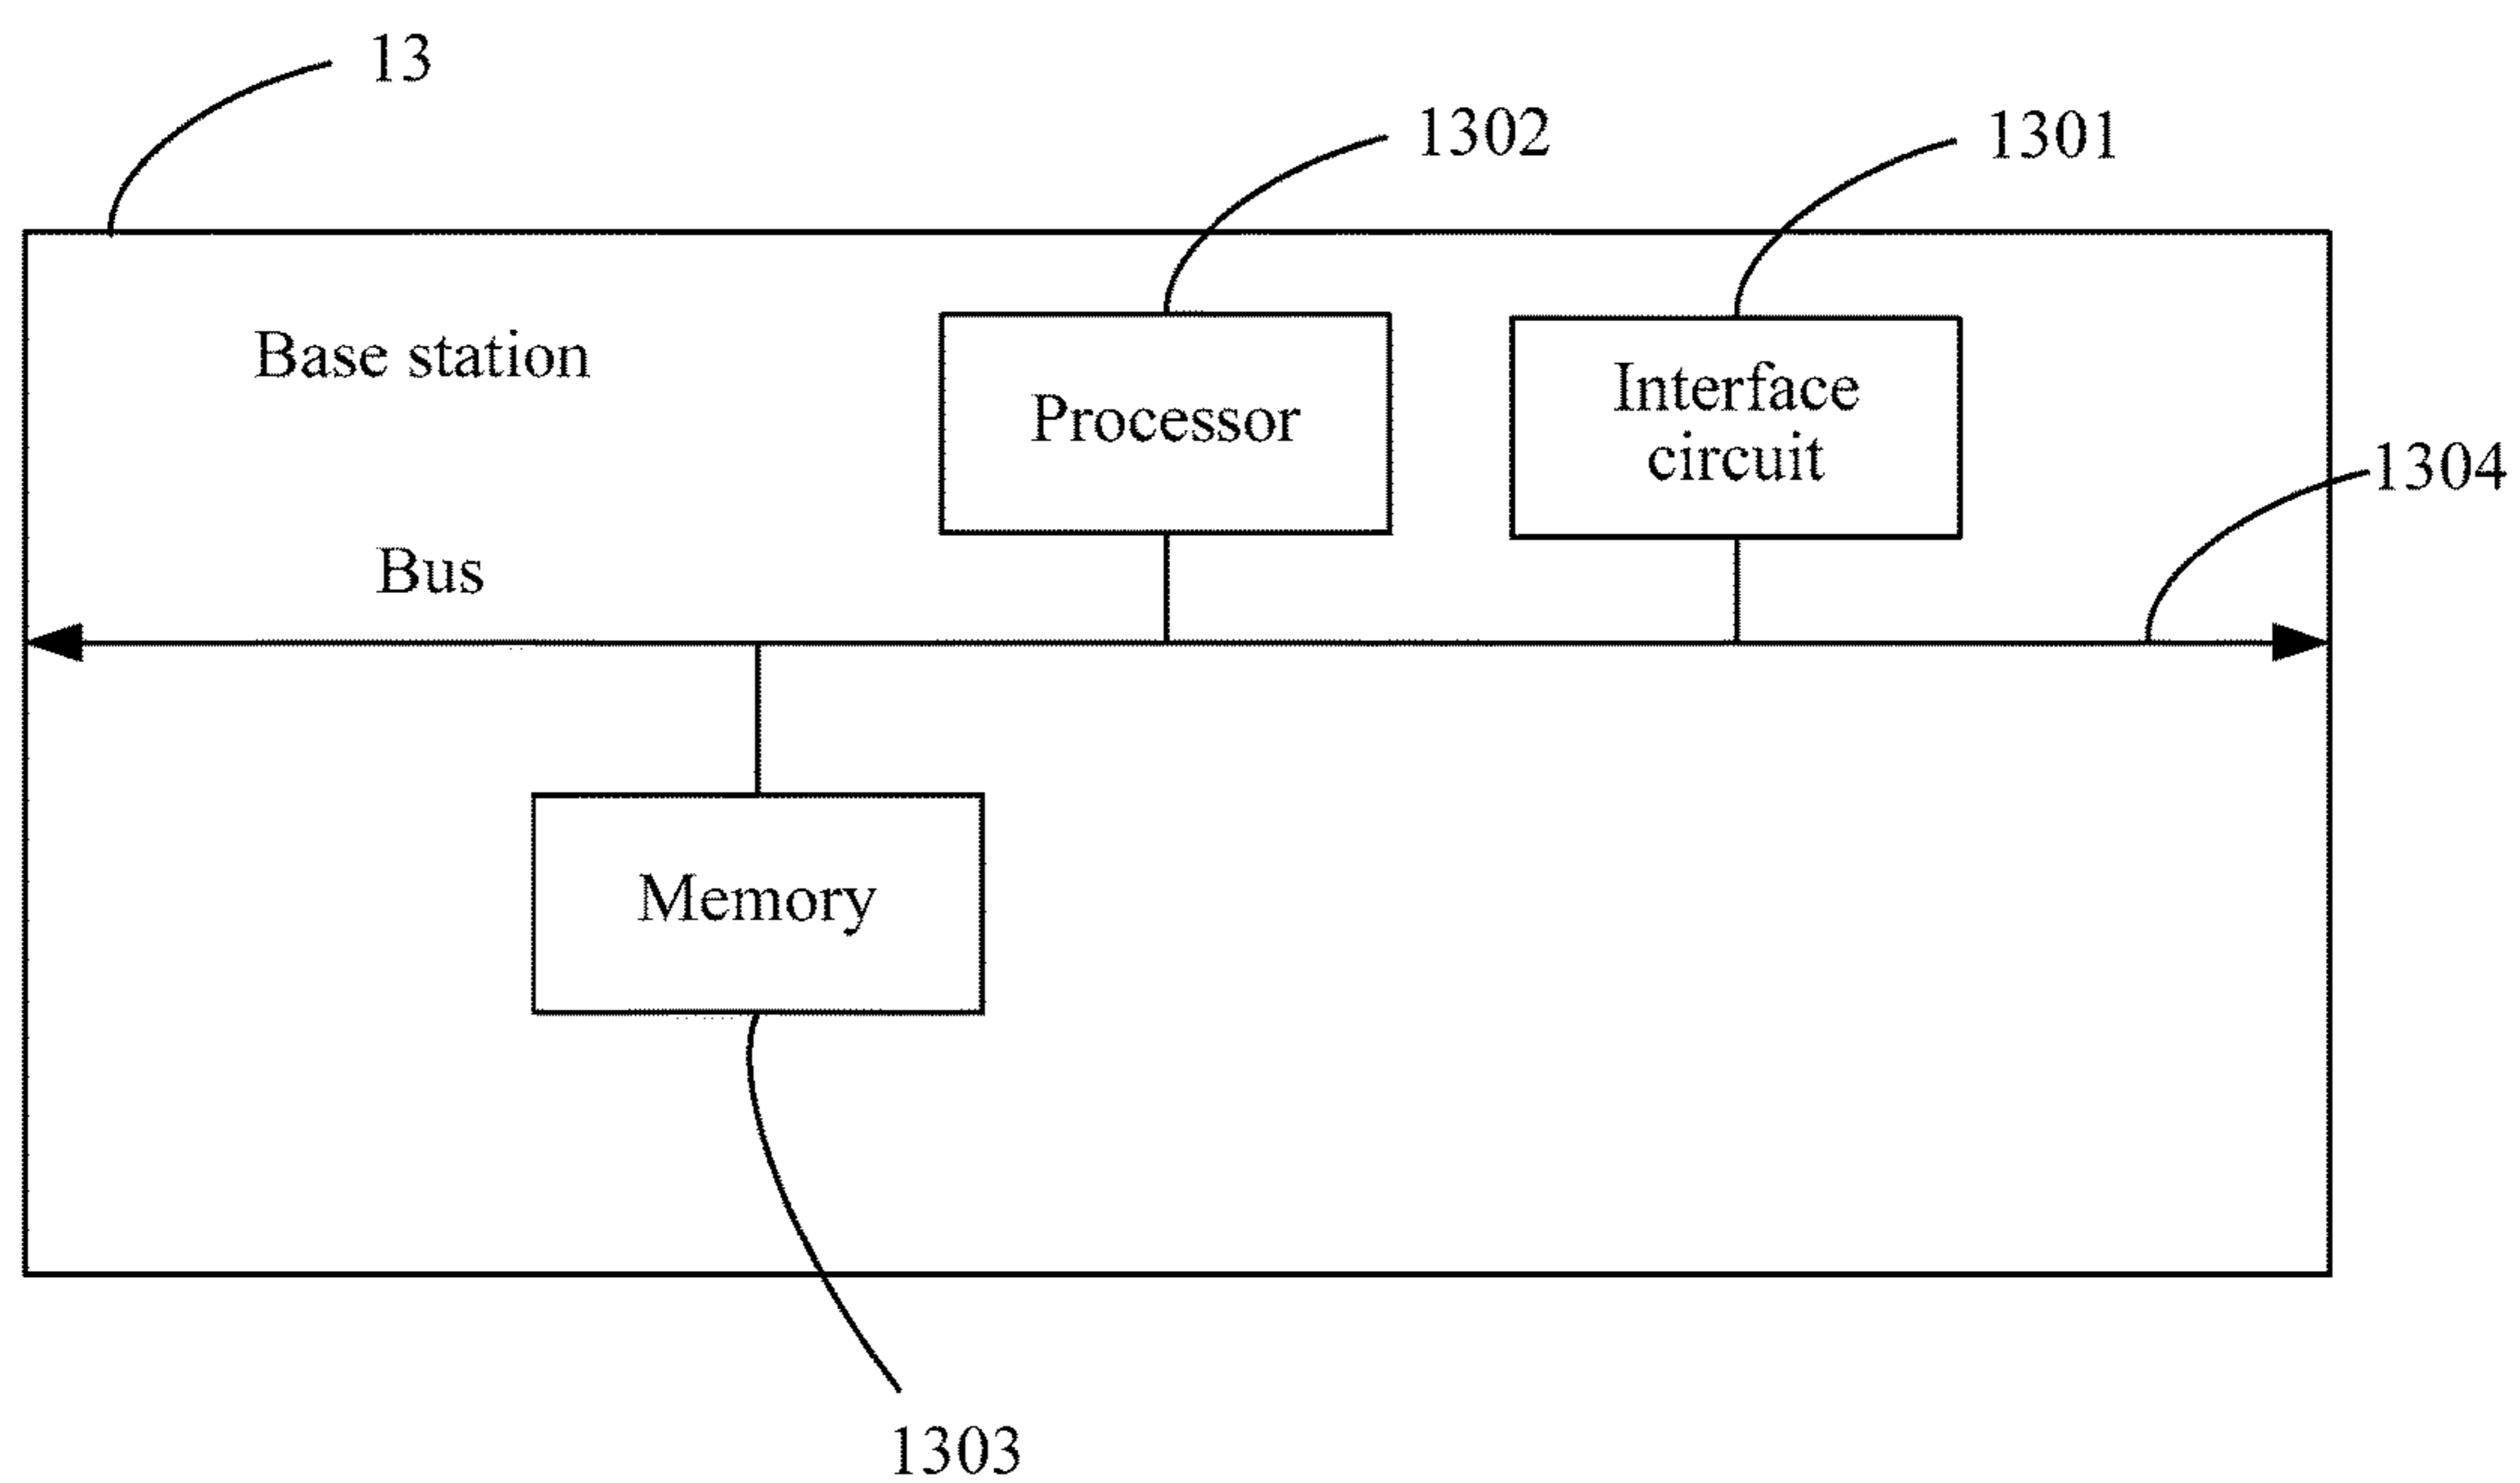 13
1302
1301
Base station
Processor
Interface
circuit
1304
Bus
Memory
1303